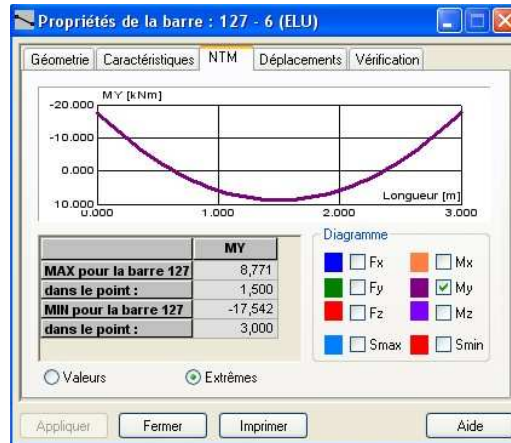 Propriétés de la barre : 127 - 6 (ELU)
Géometrie Caractéristiques NTM Déplacements Vérification
MY [kNm]
-20.000
-10.000
0.000
10.000
Longueur [m]
0.000 1.000 2.000 3.000
MY
MAX pour la barre 127 8,771
dans le point : 1,500
MIN pour la barre 127 -17,542
dans le point : 3,000
Diagramme
Fx Mx
Fy My
Fz Mz
Smax Smin
Valeurs Extrêmes
Appliquer Fermer Imprimer Aide